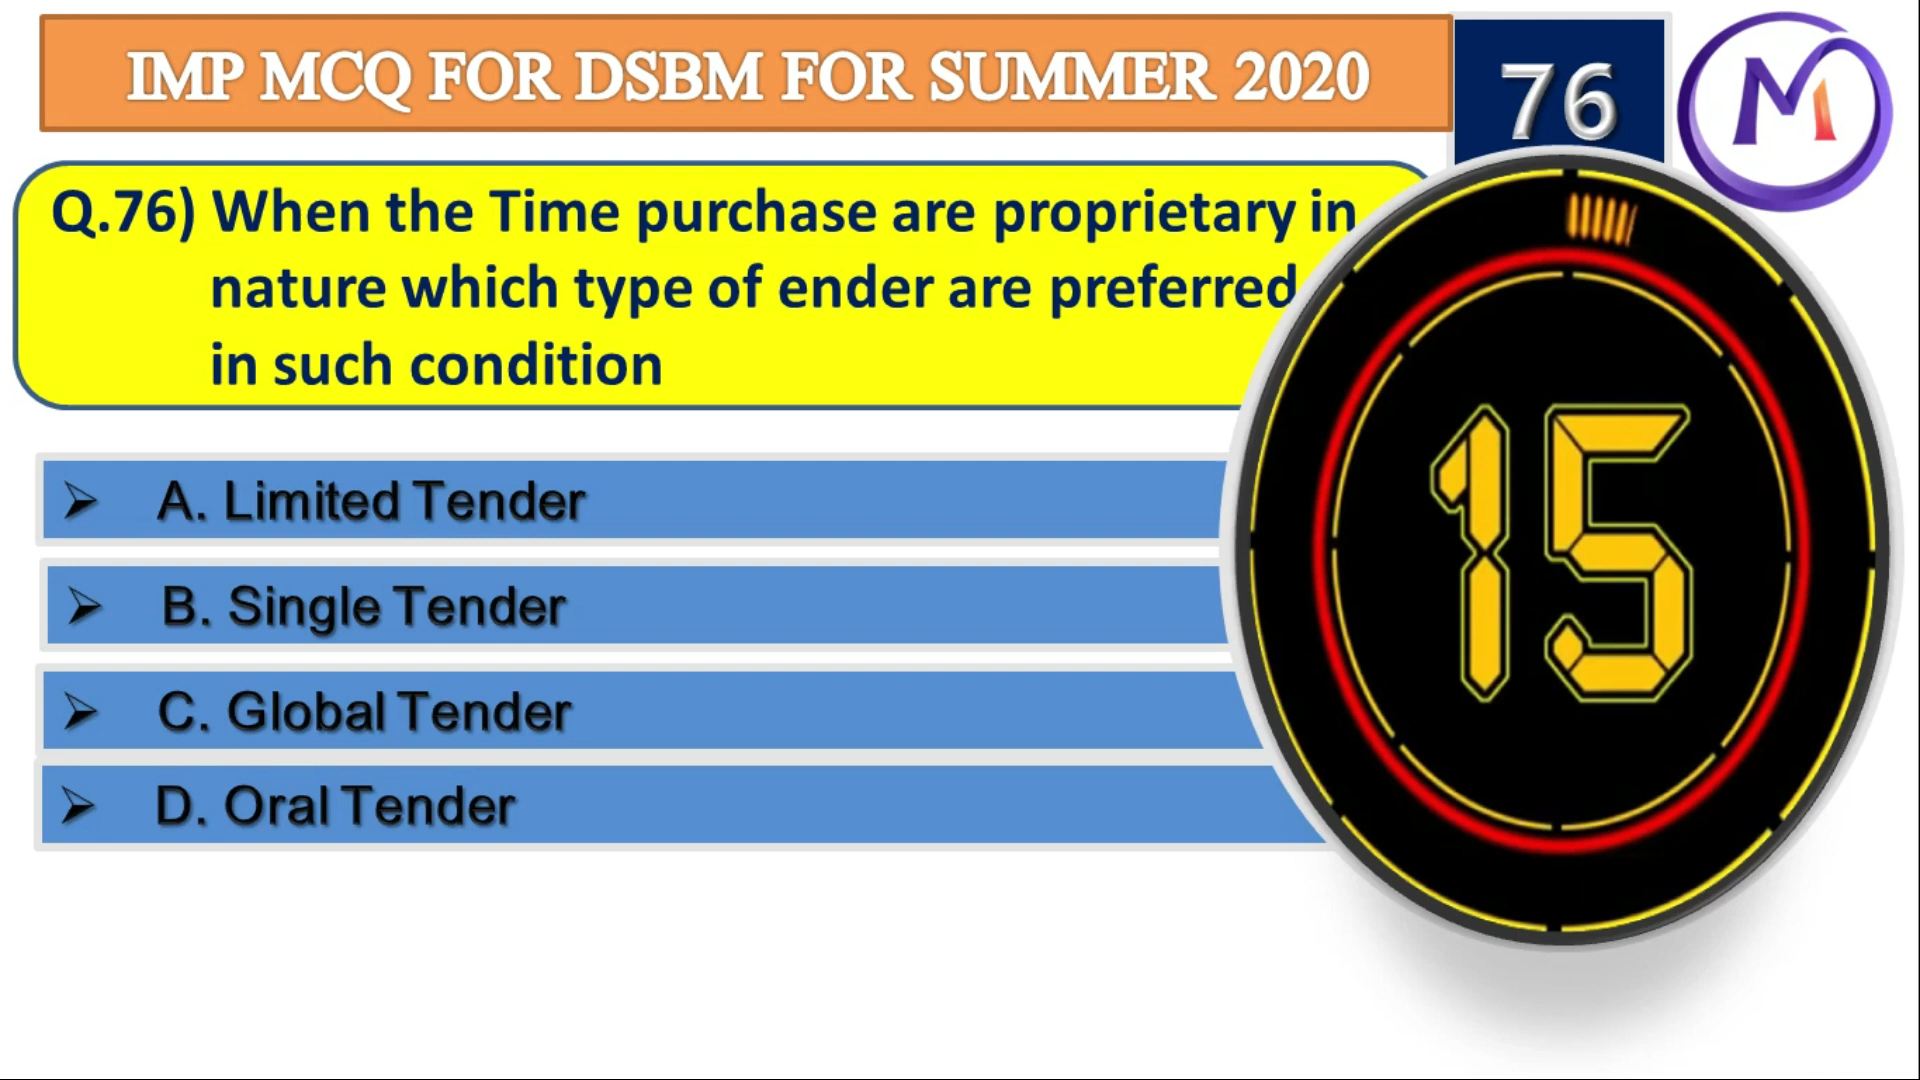 IMP MCQ FOR DSBM FOR SUMMER 2020
76
M
Q.76) When the Time purchase are proprietary in
nature which type of ender are preferred
in such condition
A. Limited Tender
B. Single Tender
C. Global Tender
D. Oral Tender
15